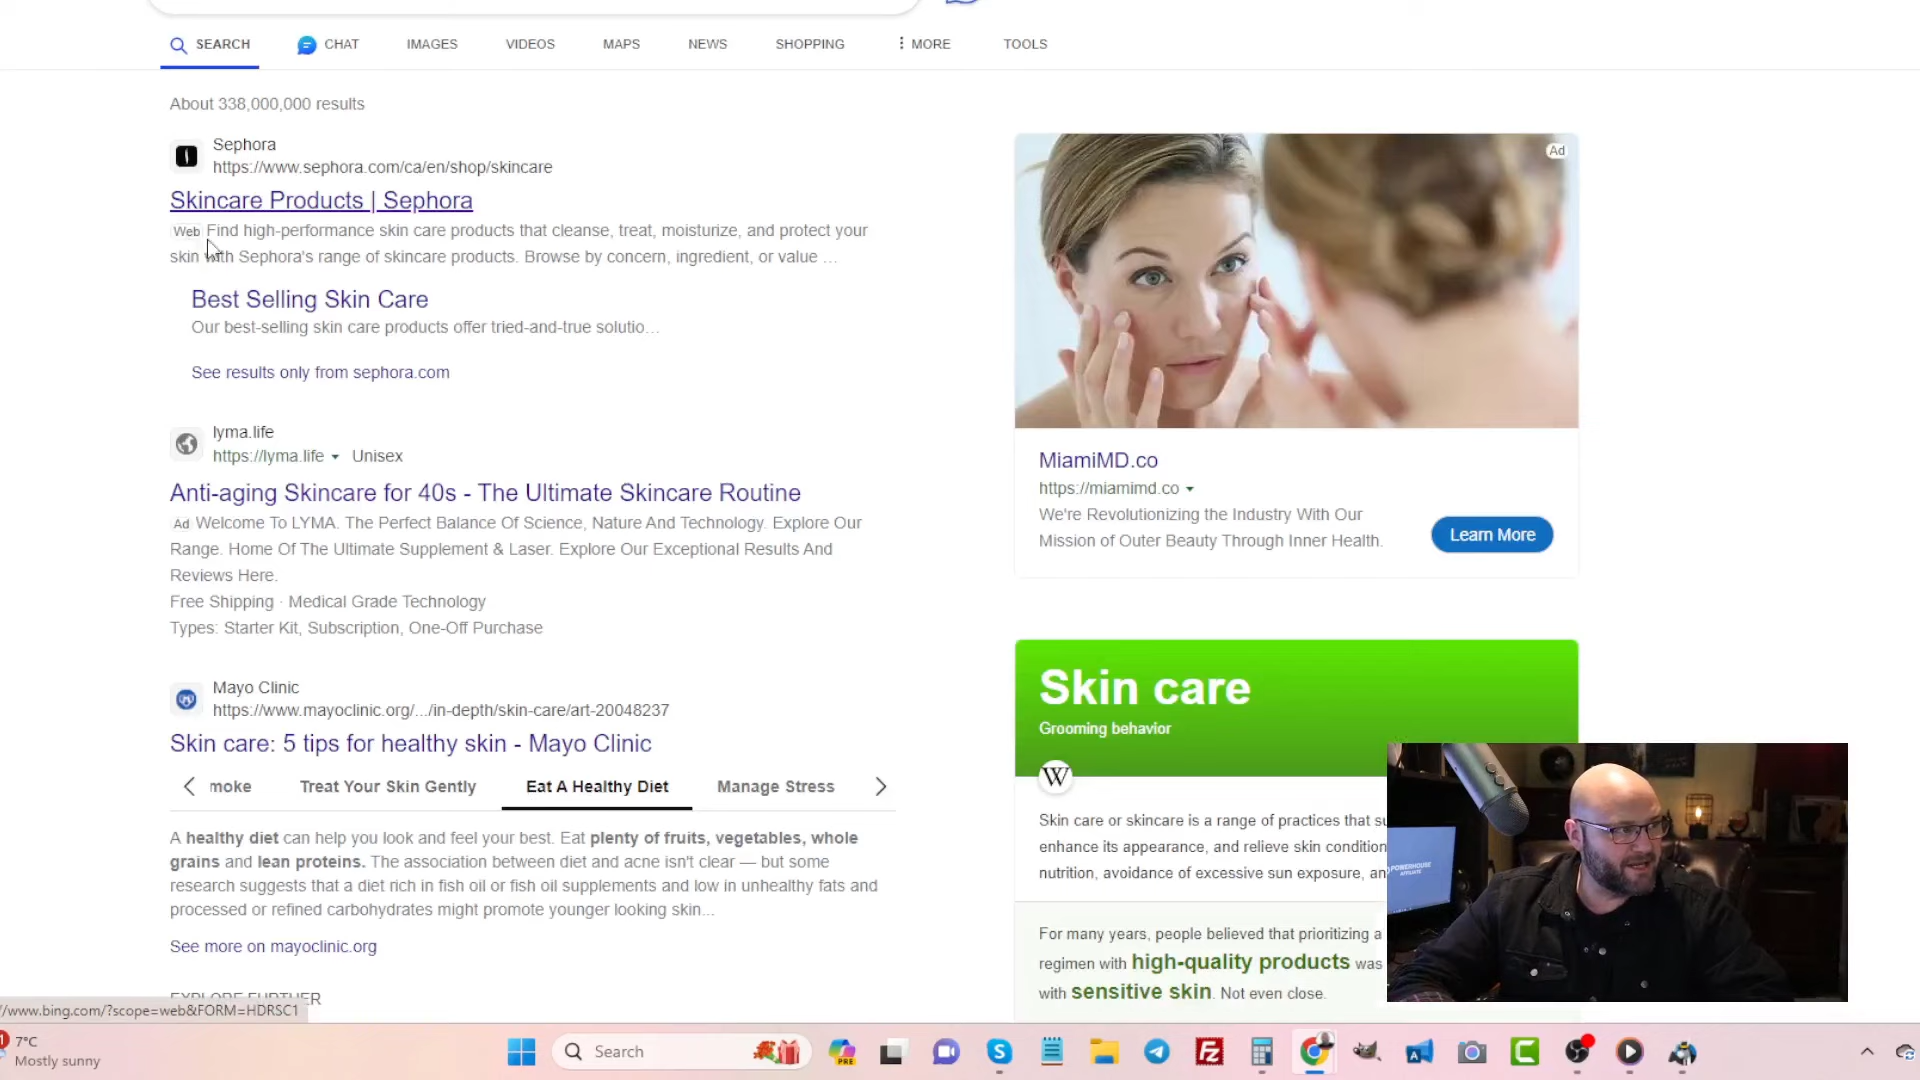 SEARCH
CHAT
IMAGES
VIDEOS
MAPS
NEWS
SHOPPING
MORE
TOOLS
About 338,000,000 results
Sephora
https://www.sephora.com/ca/en/shop/skincare
Skincare Products | Sephora
Web Find high-performance skin care products that cleanse, treat, moisturize, and protect your
skin with Sephora's range of skincare products. Browse by concern, ingredient, or value ...
Best Selling Skin Care
Our best-selling skin care products offer tried-and-true solutio...
See results only from sephora.com
lyma.life
https://lyma.life Unisex
Anti-aging Skincare for 40s - The Ultimate Skincare Routine
Ad Welcome To LYMA. The Perfect Balance Of Science, Nature And Technology. Explore Our
Range. Home Of The Ultimate Supplement & Laser. Explore Our Exceptional Results And
Reviews Here.
Free Shipping · Medical Grade Technology
Types: Starter Kit, Subscription, One-Off Purchase
Mayo Clinic
https://www.mayoclinic.org/.../in-depth/skin-care/art-20048237
Skin care: 5 tips for healthy skin - Mayo Clinic
moke
Treat Your Skin Gently
Eat A Healthy Diet
Manage Stress
A healthy diet can help you look and feel your best. Eat plenty of fruits, vegetables, whole
grains and lean proteins. The association between diet and acne isn't clear — but some
research suggests that a diet rich in fish oil or fish oil supplements and low in unhealthy fats and
processed or refined carbohydrates might promote younger looking skin...
See more on mayoclinic.org
EXPLORE FURTHER
//www.bing.com/?scope=web&FORM=HDRSC1
Ad
MiamiMD.co
https://miamimd.co
We're Revolutionizing the Industry With Our
Mission of Outer Beauty Through Inner Health.
Learn More
Skin care
Grooming behavior
W
Skin care or skincare is a range of practices that su
enhance its appearance, and relieve skin condition
nutrition, avoidance of excessive sun exposure, an
For many years, people believed that prioritizing a
regimen with high-quality products was
with sensitive skin. Not even close.
POWERHOUSE
AFFILIATE
7°C
Mostly sunny
Search
PRE
Fz
A
C